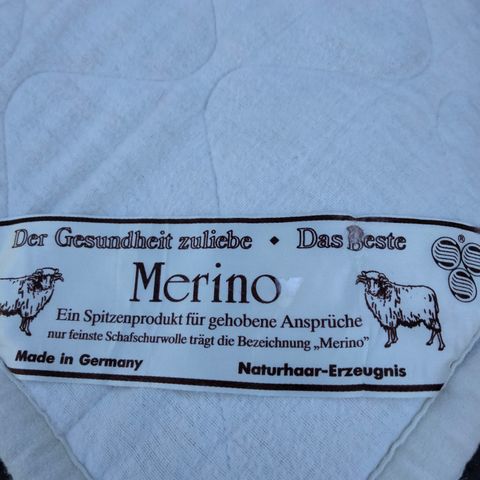 Der Gesundheit zuliebe • Das Beste
Merino
Ein Spitzenprodukt für gehobene Ansprüche
nur feinste Schafschurwolle trägt die Bezeichnung „Merino”
Made in Germany
Naturhaar-Erzeugnis